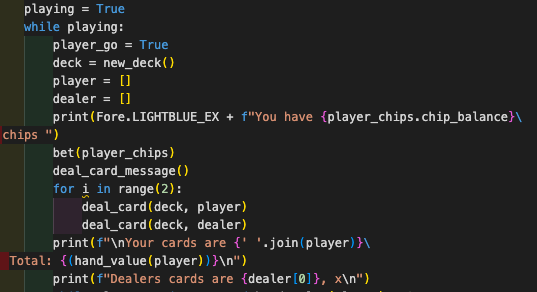 playing = True
while playing:
player_go = True
deck = new_deck()
player = []
dealer = []
print(Fore.LIGHTBLUE_EX + f"You have {player_chips.chip_balance}\
chips ")
bet(player_chips)
deal_card_message()
for i in range(2):
deal_card(deck, player)
deal_card(deck, dealer)
print(f"\nYour cards are {' '.join(player)}\
Total: {(hand_value(player))}\n")
print(f"Dealers cards are {dealer[0]}, x\n")